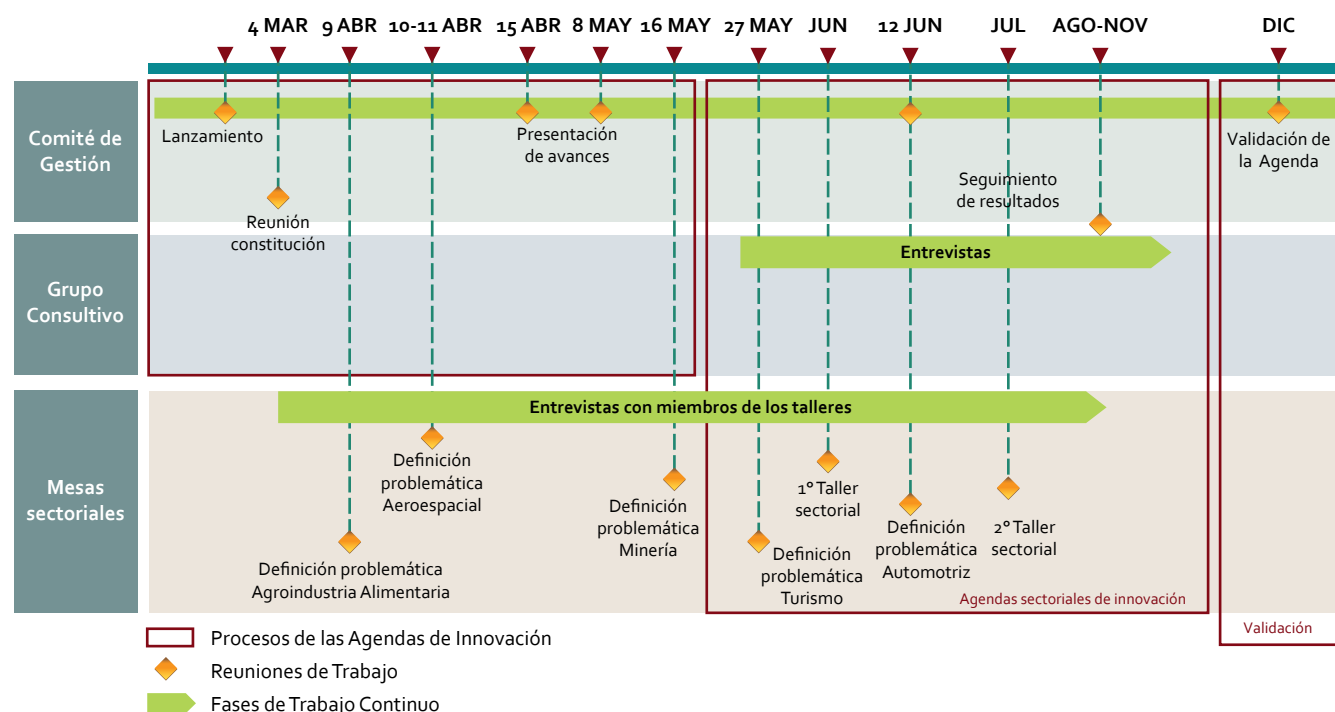 4 MAR
9 ABR
10-11 ABR
15 ABR
8 MAY
16 MAY
27 MAY
JUN
12 JUN
JUL
AGO-NOV
DIC
Comité de
Gestión
Lanzamiento
Reunión
constitución
Presentación
de avances
Seguimiento
de resultados
Validación de
la Agenda
Grupo
Consultivo
Entrevistas
Mesas
sectoriales
Entrevistas con miembros de los talleres
Definición problemática
Agroindustria Alimentaria
Definición
problemática
Aeroespacial
Definición
problemática
Minería
Definición
problemática
Turismo
1º Taller
sectorial
Definición
problemática
Automotriz
2º Taller
sectorial
Agendas sectoriales de innovación
Validación
Procesos de las Agendas de Innovación
Reuniones de Trabajo
Fases de Trabajo Continuo